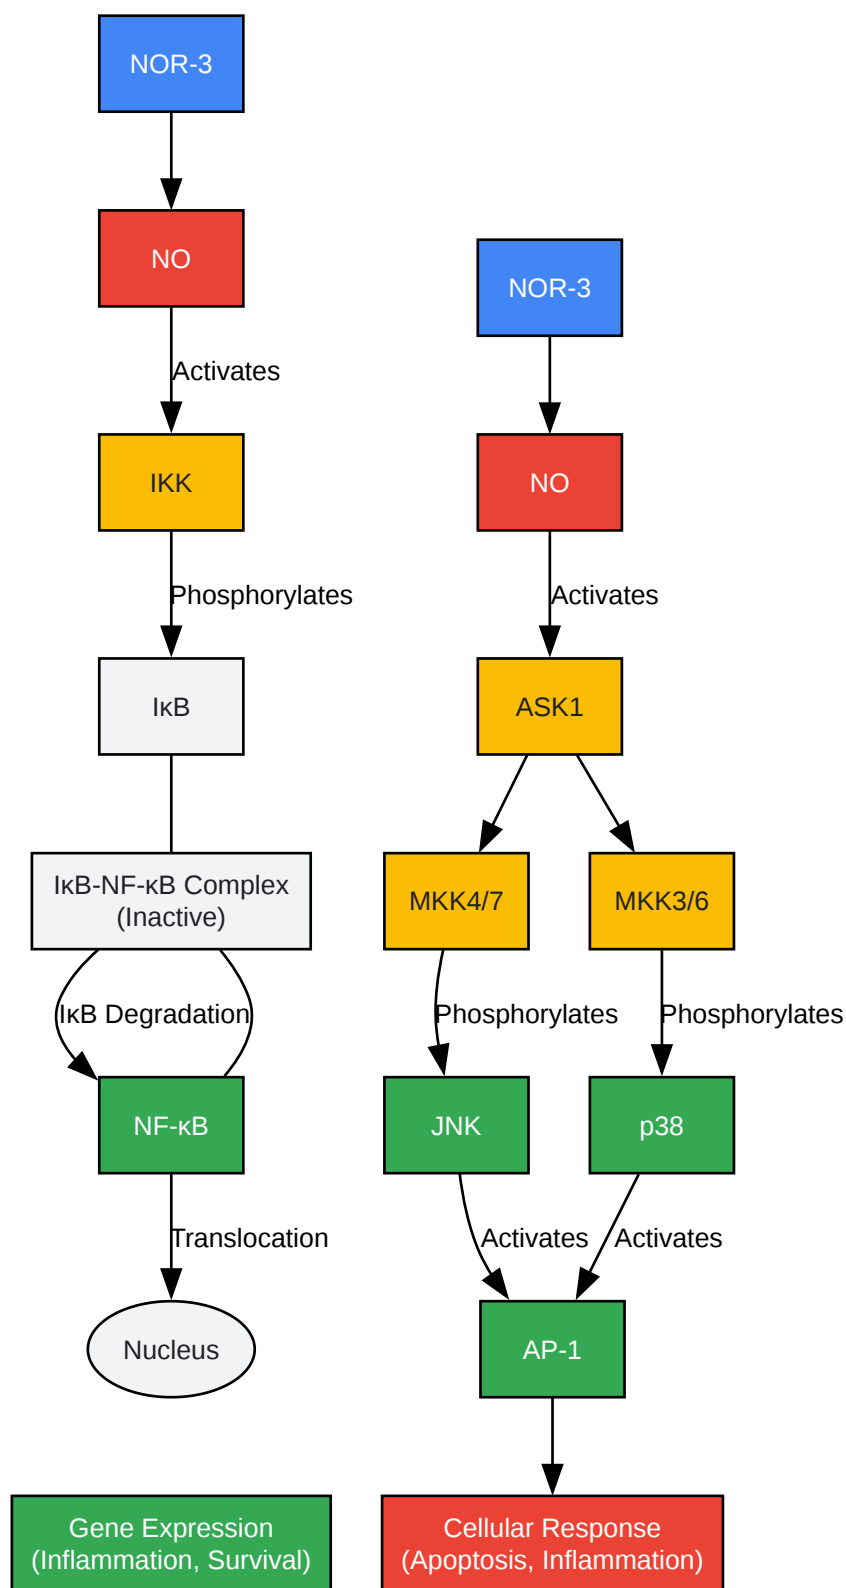 NOR-3
NO
Activates
IKK
Phosphorylates
IκB
IκB-NF-κB Complex
(Inactive)
IκB Degradation
NF-κB
Translocation
Nucleus
Gene Expression
(Inflammation, Survival)
NOR-3
NO
Activates
ASK1
MKK4/7
MKK3/6
Phosphorylates
Phosphorylates
JNK
p38
Activates
Activates
AP-1
Cellular Response
(Apoptosis, Inflammation)